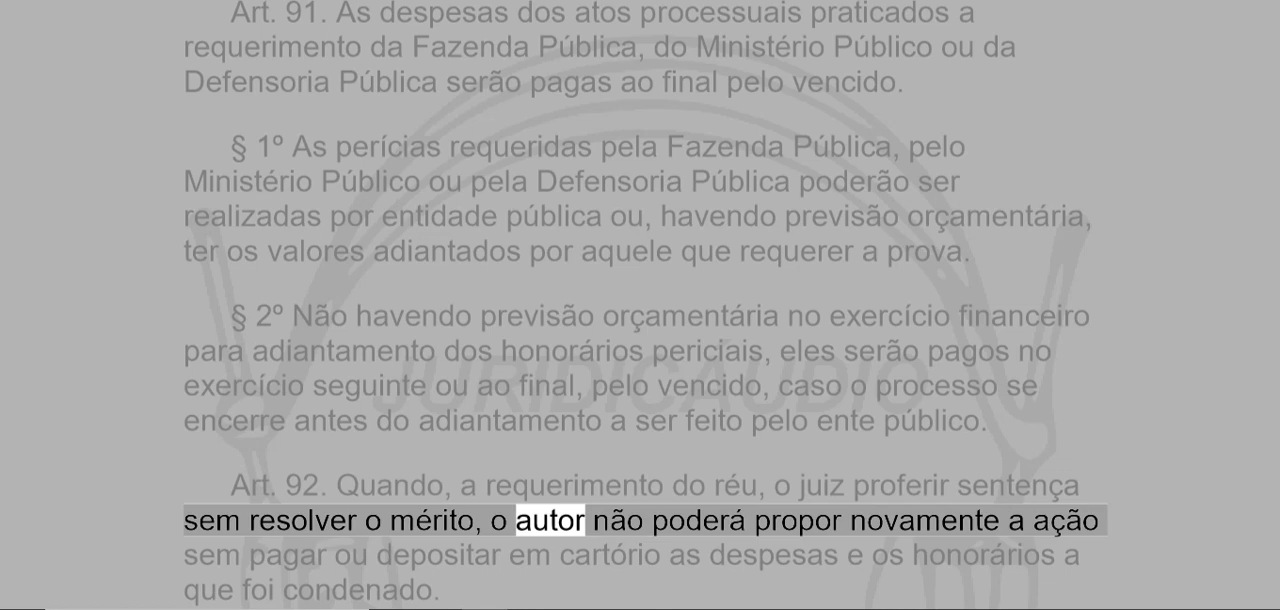 Art. 91. As despesas dos atos processuais praticados a
requerimento da Fazenda Pública, do Ministério Público ou da
Defensoria Pública serão pagas ao final pelo vencido.
§ 1º As perícias requeridas pela Fazenda Pública, pelo
Ministério Público ou pela Defensoria Pública poderão ser
realizadas por entidade pública ou, havendo previsão orçamentária,
ter os valores adiantados por aquele que requerer a prova.
§ 2º Não havendo previsão orçamentária no exercício financeiro
para adiantamento dos honorários periciais, eles serão pagos no
exercício seguinte ou ao final, pelo vencido, caso o processo se
encerre antes do adiantamento a ser feito pelo ente público.
JURIDICAUDIO
Art. 92. Quando, a requerimento do réu, o juiz proferir sentença
sem resolver o mérito, o autor não poderá propor novamente a ação
sem pagar ou depositar em cartório as despesas e os honorários a
que foi condenado.